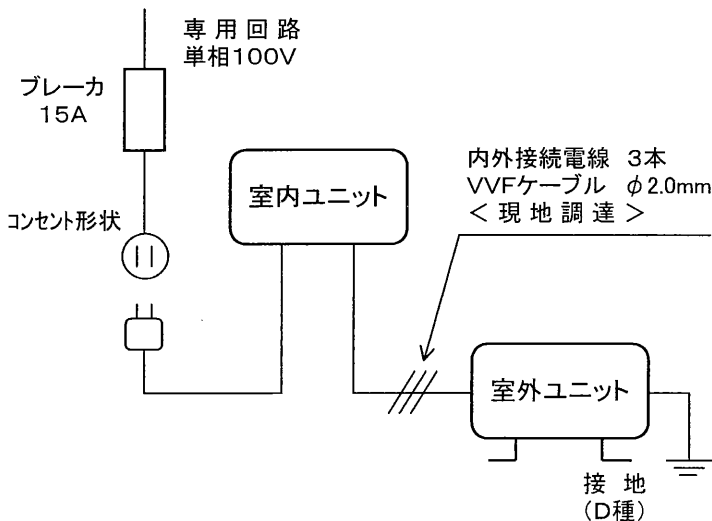 専用回路
単相100V
ブレーカ
15A
コンセント形状
室内ユニット
内外接続電線 3本
VVFケーブル φ2.0mm
＜現地調達＞
室外ユニット
接地
（D種）